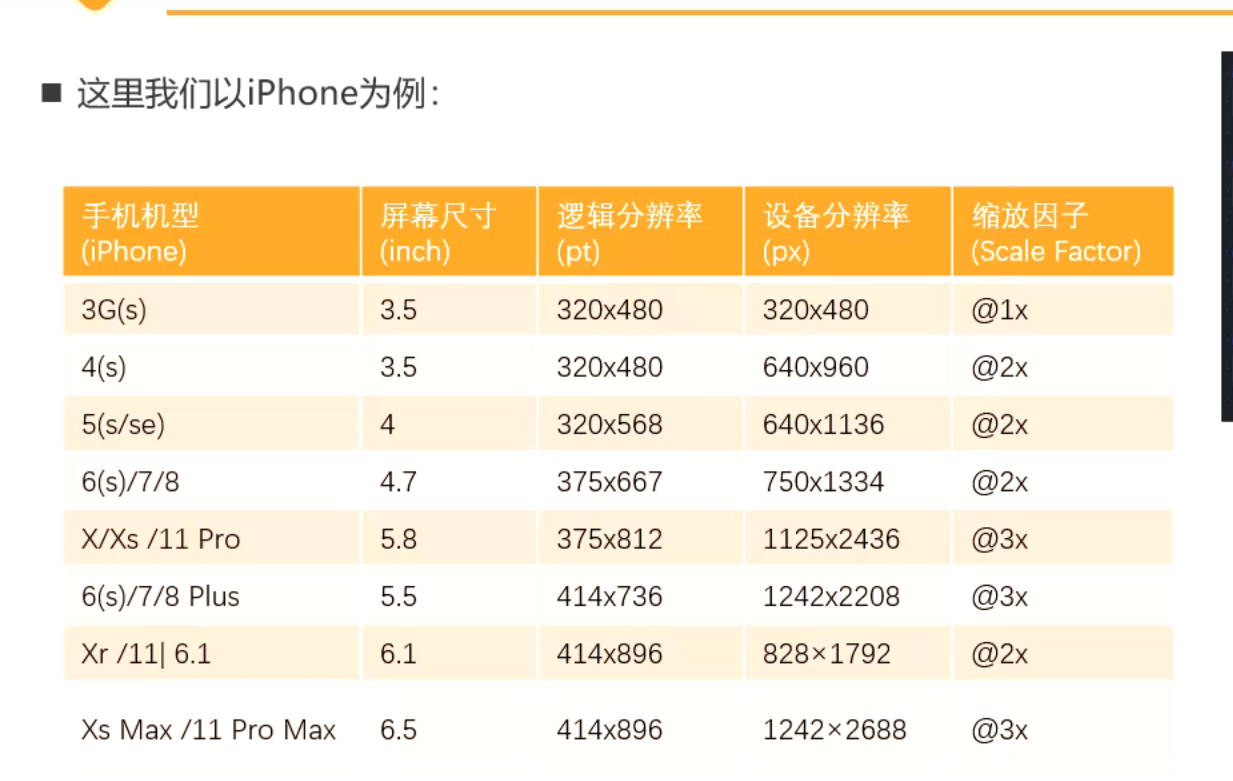 ■ 这里我们以iPhone为例：
手机机型 (iPhone) 屏幕尺寸 (inch) 逻辑分辨率 (pt) 设备分辨率 (px) 缩放因子 (Scale Factor)
3G(s) 3.5 320x480 320x480 @1x
4(s) 3.5 320x480 640x960 @2x
5(s/se) 4 320x568 640x1136 @2x
6(s)/7/8 4.7 375x667 750x1334 @2x
X/Xs /11 Pro 5.8 375x812 1125x2436 @3x
6(s)/7/8 Plus 5.5 414x736 1242x2208 @3x
Xr /11| 6.1 6.1 414x896 828×1792 @2x
Xs Max /11 Pro Max 6.5 414x896 1242×2688 @3x